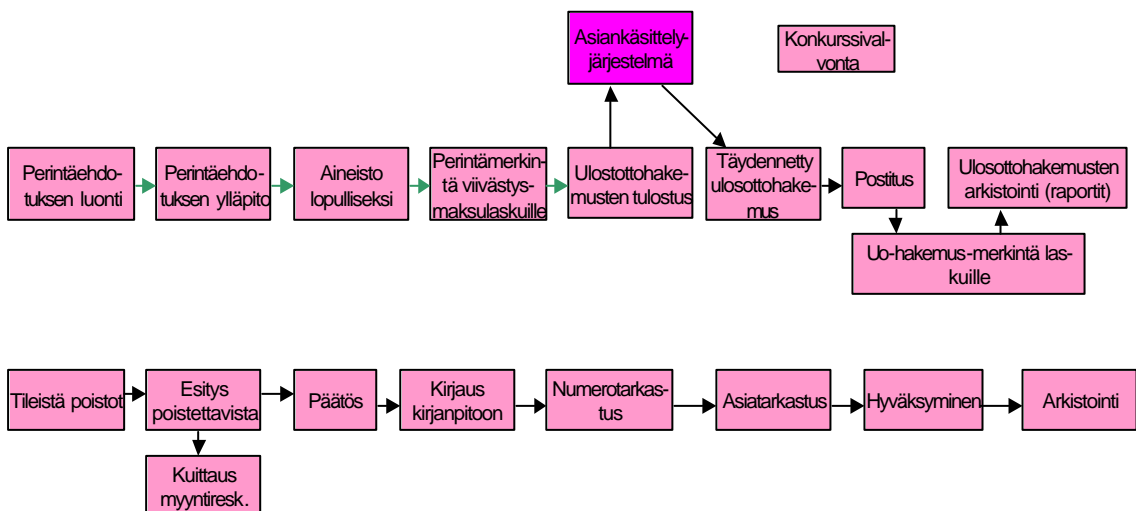 Asiankäsittely-
järjestelmä
Konkurssival-
vonta
Perintäehdo-
tuksen luonti
Perintäehdo-
tuksen ylläpito
Aineisto
lopulliseksi
Perintämerkin-
tä viivästys-
maksulaskuille
Ulostottohake-
musten tulostus
Täydennetty
ulosottohake-
mus
Postitus
Ulosottohakemusten
arkistointi (raportit)
Uo-hakemus-merkintä las-
kuille
Tileistä poistot
Esitys
poistettavista
Päätös
Kirjaus
kirjanpitoon
Numerotarkas-
tus
Asiatarkastus
Hyväksyminen
Arkistointi
Kuittaus
myyntiresk.